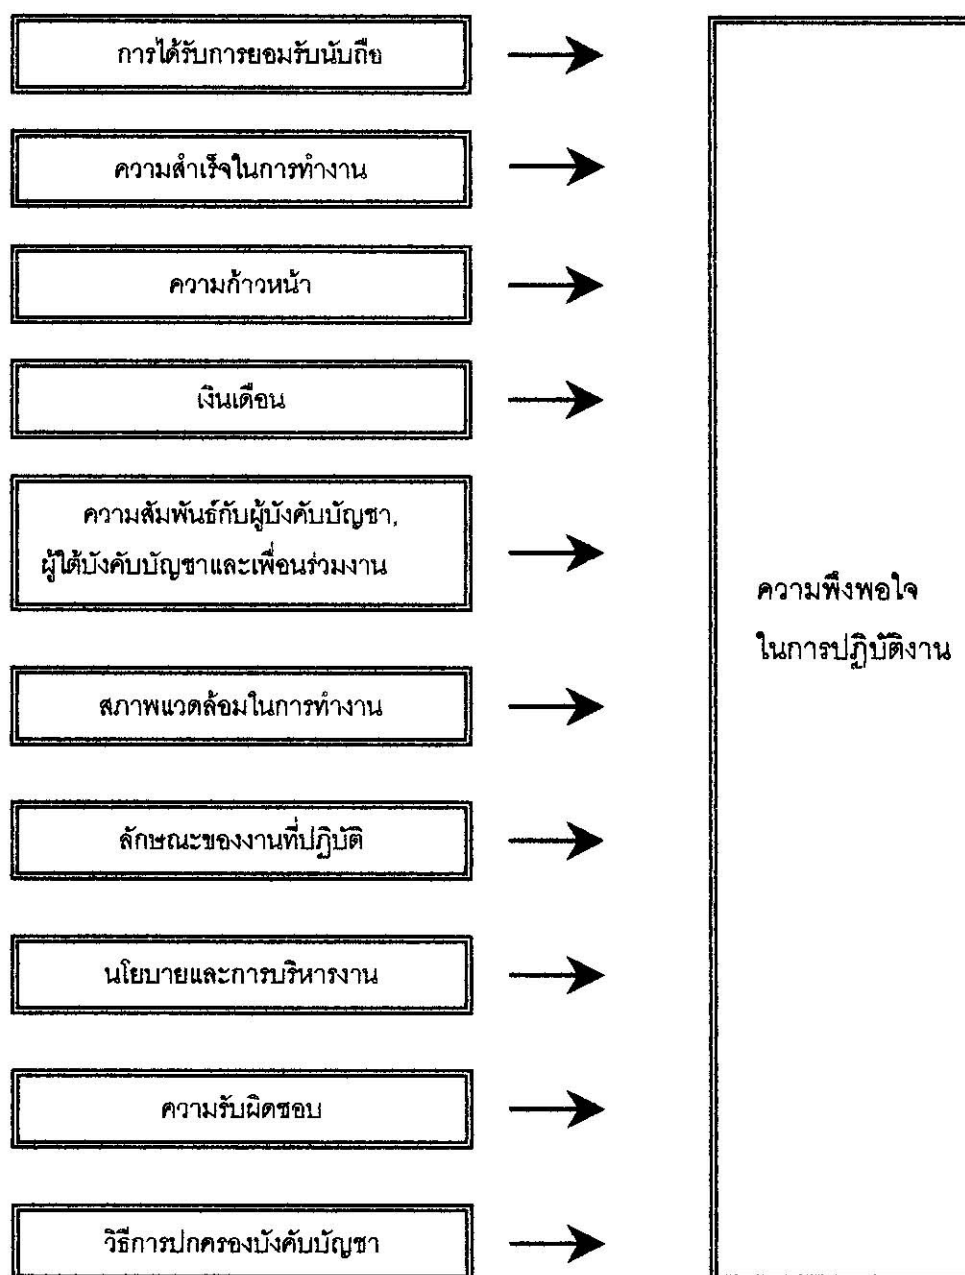 การได้รับการยอมรับนับถือ
ความสำเร็จในการทำงาน
ความก้าวหน้า
เงินเดือน
ความสัมพันธ์กับผู้บังคับบัญชา,
ผู้ใต้บังคับบัญชาและเพื่อนร่วมงาน
สภาพแวดล้อมในการทำงาน
ลักษณะของงานที่ปฏิบัติ
นโยบายและการบริหารงาน
ความรับผิดชอบ
วิธีการปกครองบังคับบัญชา
ความพึงพอใจ
ในการปฏิบัติงาน